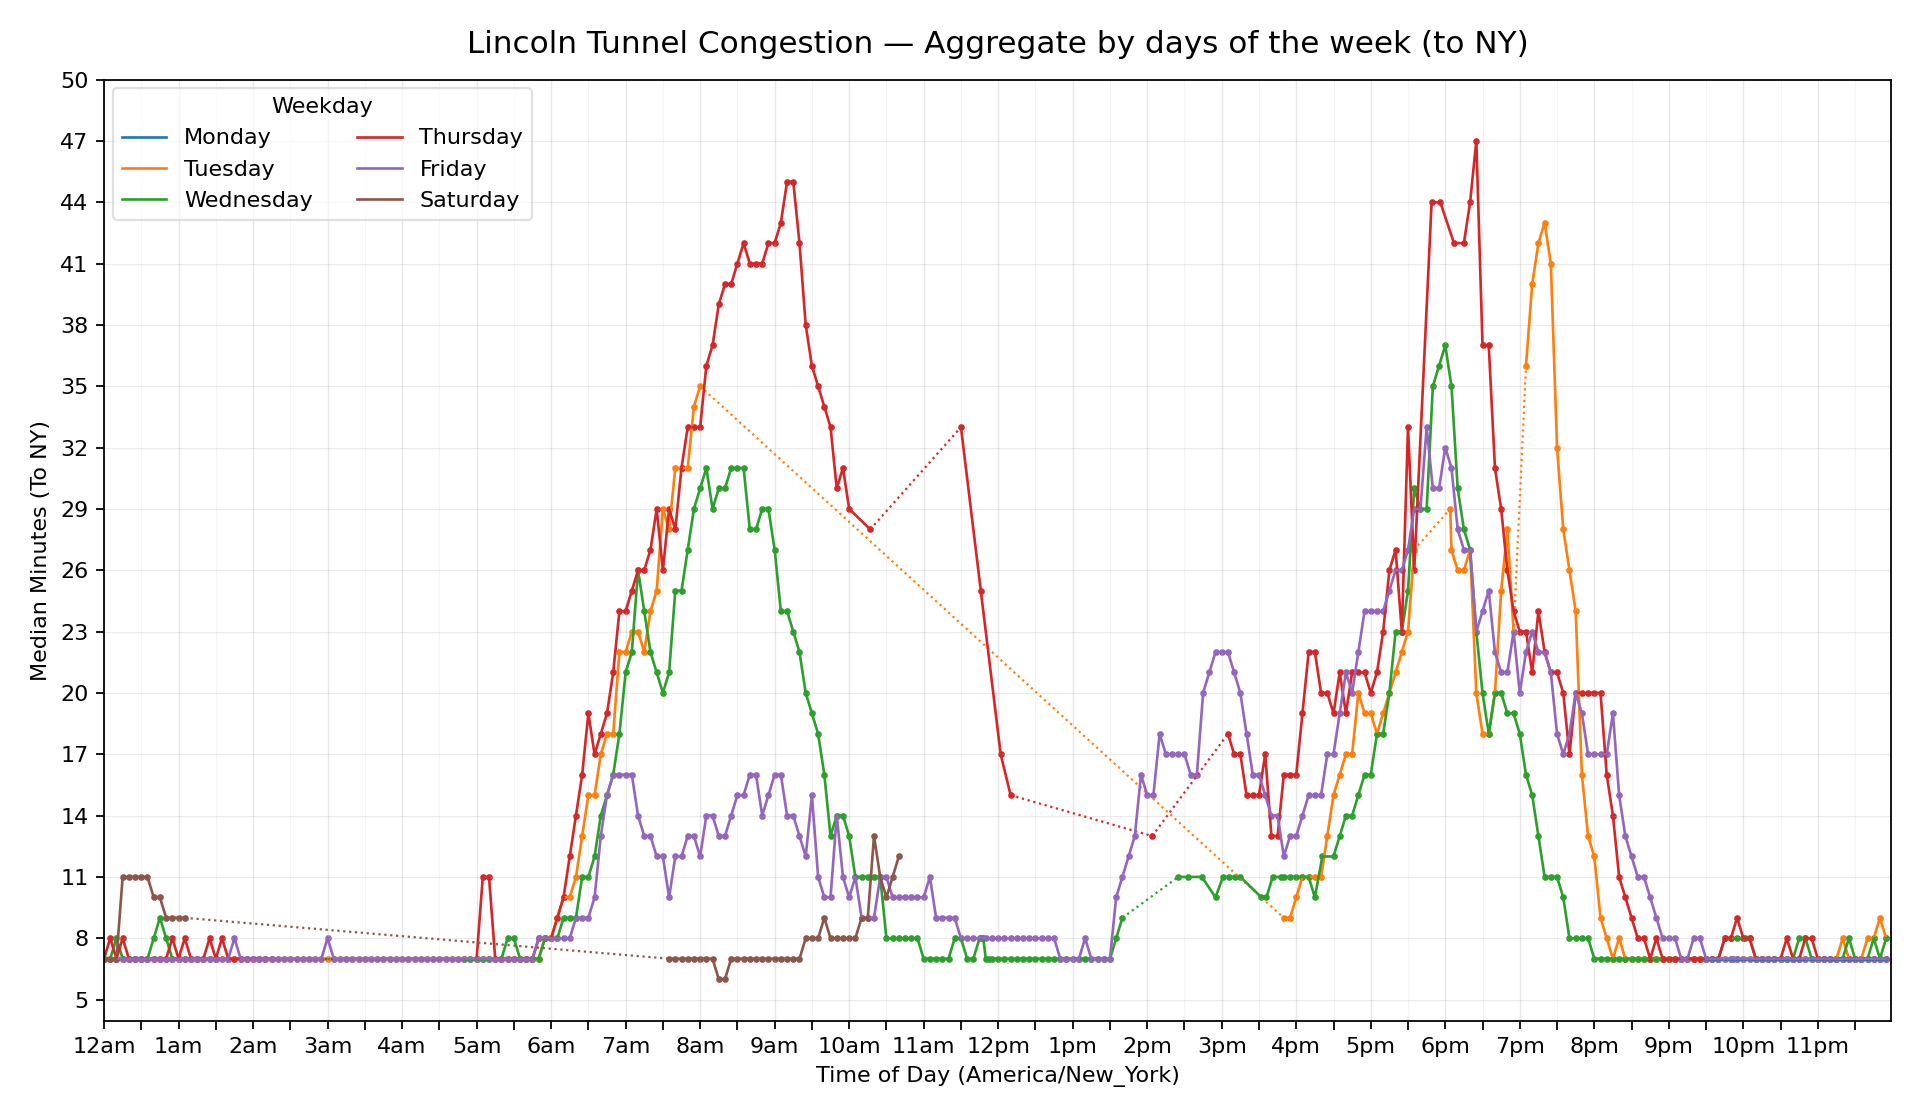 Lincoln Tunnel Congestion — Aggregate by days of the week (to NY)
Weekday
Monday
Tuesday
Wednesday
Thursday
Friday
Saturday
Median Minutes (To NY)
50
47
44
41
38
35
32
29
26
23
20
17
14
11
8
5
12am 1am 2am 3am 4am 5am 6am 7am 8am 9am 10am 11am 12pm 1pm 2pm 3pm 4pm 5pm 6pm 7pm 8pm 9pm 10pm 11pm
Time of Day (America/New_York)